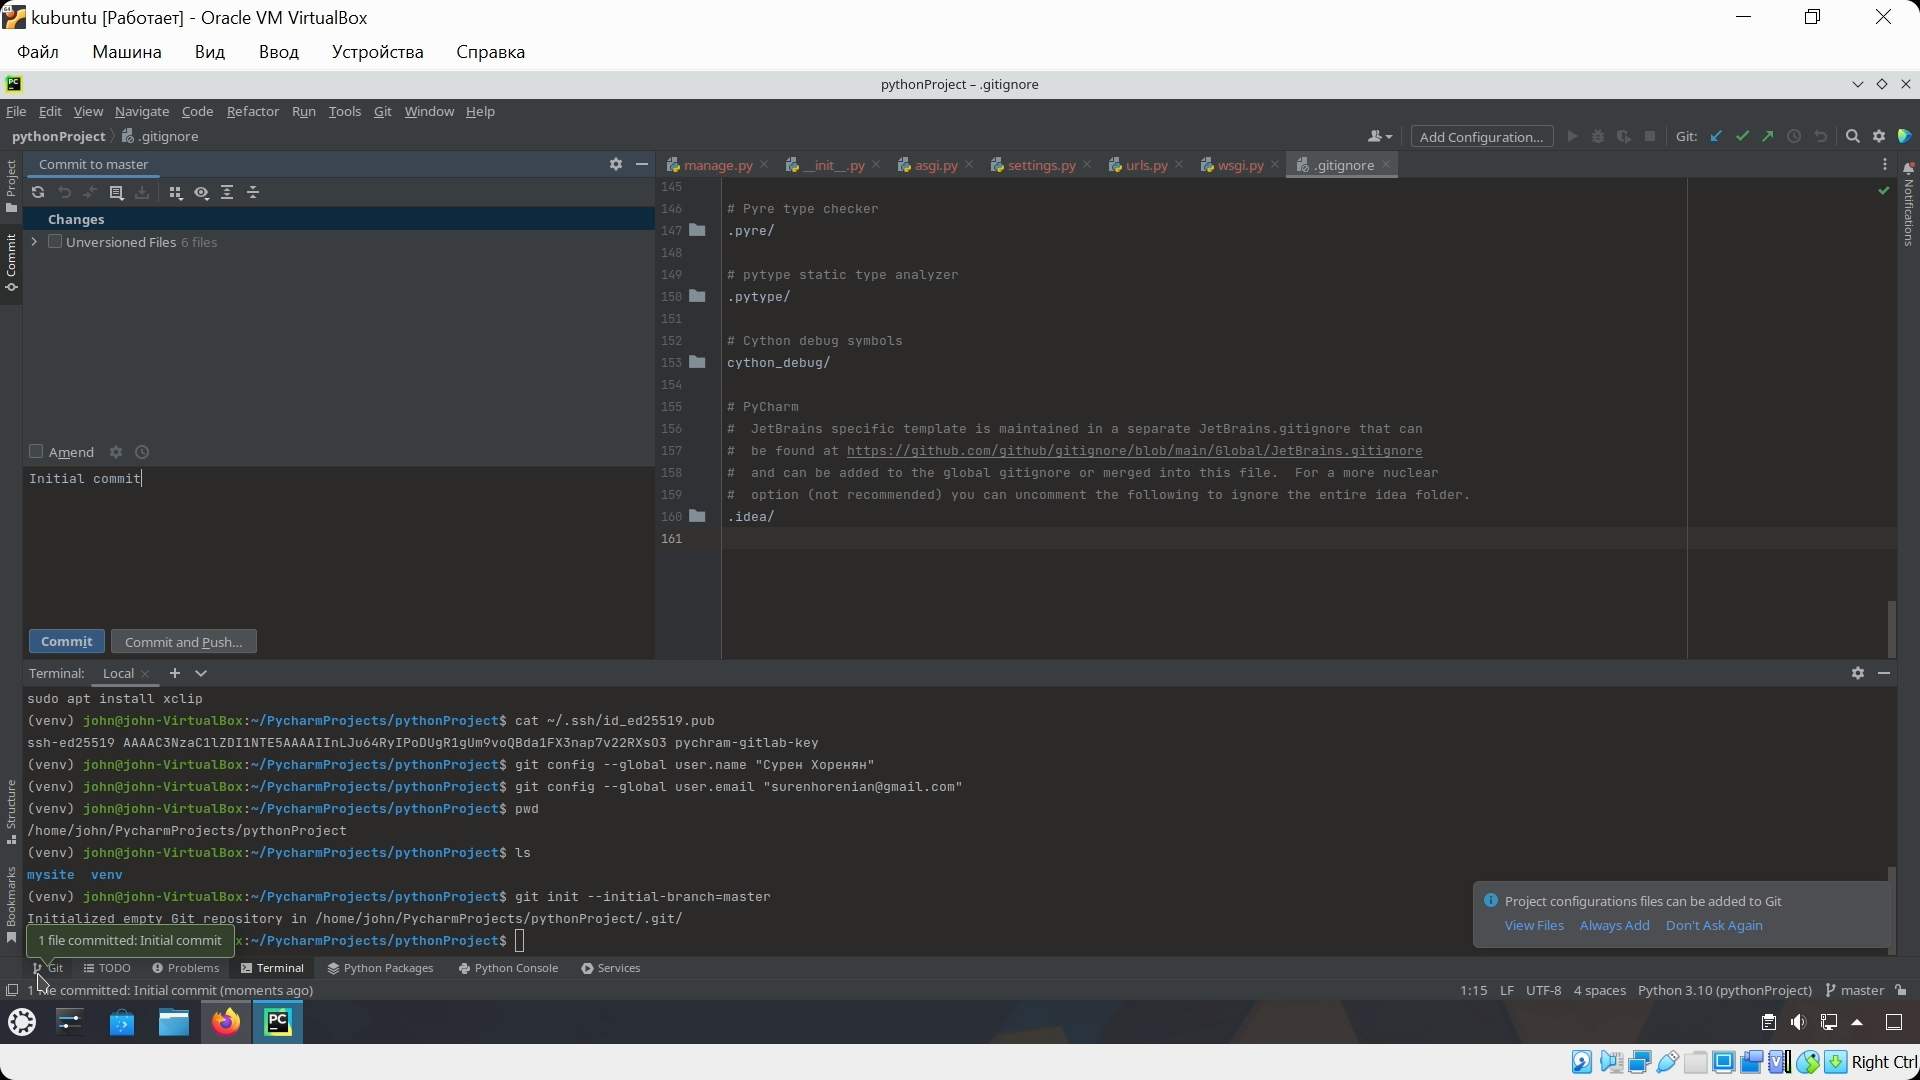 kubuntu [Работает] - Oracle VM VirtualBox
Файл Машина Вид Ввод Устройства Справка
pythonProject – .gitignore
File Edit View Navigate Code Refactor Run Tools Git Window Help
pythonProject .gitignore
Add Configuration...
Git:
Project
Commit
Structure
Bookmarks
Notifications
Commit to master
Changes
Unversioned Files 6 files
Amend
Initial commit
Commit
Commit and Push...
manage.py __init__.py asgi.py settings.py urls.py wsgi.py .gitignore
145
146 # Pyre type checker
147 .pyre/
148
149 # pytype static type analyzer
150 .pytype/
151
152 # Cython debug symbols
153 cython_debug/
154
155 # PyCharm
156 #  JetBrains specific template is maintained in a separate JetBrains.gitignore that can
157 #  be found at https://github.com/github/gitignore/blob/main/Global/JetBrains.gitignore
158 #  and can be added to the global gitignore or merged into this file.  For a more nuclear
159 #  option (not recommended) you can uncomment the following to ignore the entire idea folder.
160 .idea/
161
Terminal: Local
sudo apt install xclip
(venv) john@john-VirtualBox:~/PycharmProjects/pythonProject$ cat ~/.ssh/id_ed25519.pub
ssh-ed25519 AAAAC3NzaC1lZDI1NTE5AAAAIInLJu64RyIPoDUgR1gUm9voQBda1FX3nap7v22RXsO3 pychram-gitlab-key
(venv) john@john-VirtualBox:~/PycharmProjects/pythonProject$ git config --global user.name "Сурен Хоренян"
(venv) john@john-VirtualBox:~/PycharmProjects/pythonProject$ git config --global user.email "surenhorenian@gmail.com"
(venv) john@john-VirtualBox:~/PycharmProjects/pythonProject$ pwd
/home/john/PycharmProjects/pythonProject
(venv) john@john-VirtualBox:~/PycharmProjects/pythonProject$ ls
mysite  venv
(venv) john@john-VirtualBox:~/PycharmProjects/pythonProject$ git init --initial-branch=master
Initialized empty Git repository in /home/john/PycharmProjects/pythonProject/.git/
x:~/PycharmProjects/pythonProject$
1 file committed: Initial commit
Project configurations files can be added to Git
View Files Always Add Don't Ask Again
Git TODO Problems Terminal Python Packages Python Console Services
1 file committed: Initial commit (moments ago)
1:15 LF UTF-8 4 spaces Python 3.10 (pythonProject) master
Right Ctrl